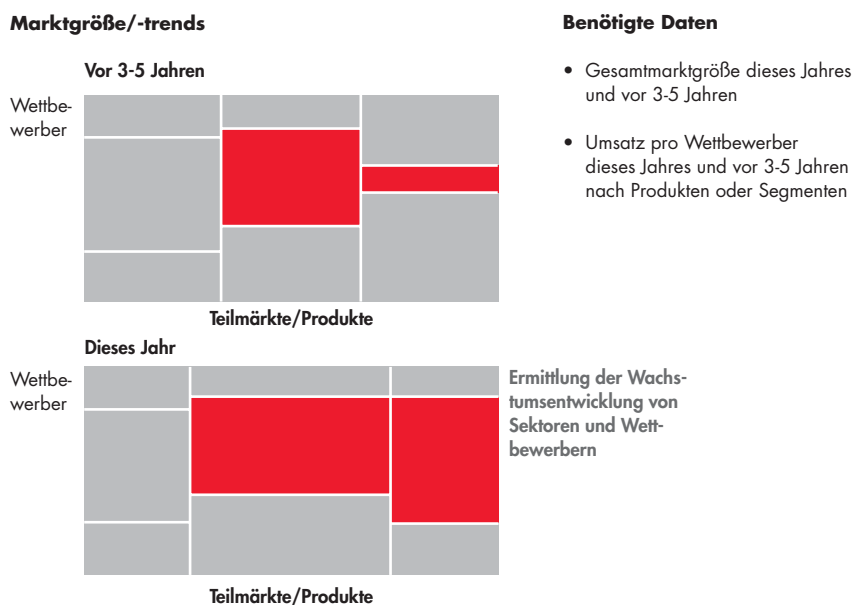 Marktgröße/-trends
Vor 3-5 Jahren
Wettbe-
werber
Teilmärkte/Produkte
Dieses Jahr
Wettbe-
werber
Ermittlung der Wachs-
tumsentwicklung von
Sektoren und Wett-
bewerbern
Teilmärkte/Produkte
Benötigte Daten
• Gesamtmarktgröße dieses Jahres
und vor 3-5 Jahren
• Umsatz pro Wettbewerber
dieses Jahres und vor 3-5 Jahren
nach Produkten oder Segmenten